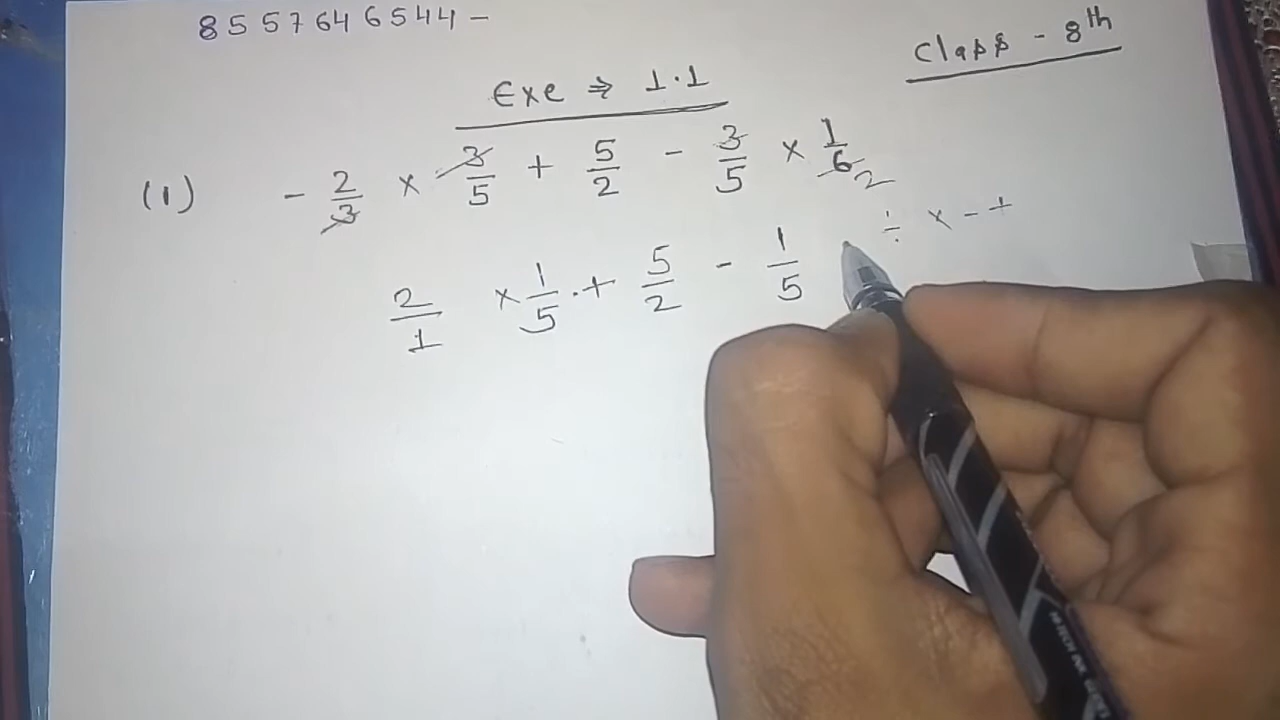 8557646544 -
Class - 8th
Exe ⇒ 1.1
(1) - 2/3 × 3/5 + 5/2 - 3/5 × 1/6 2
÷ × - +
2/1 × 1/5 . + 5/2 - 1/5